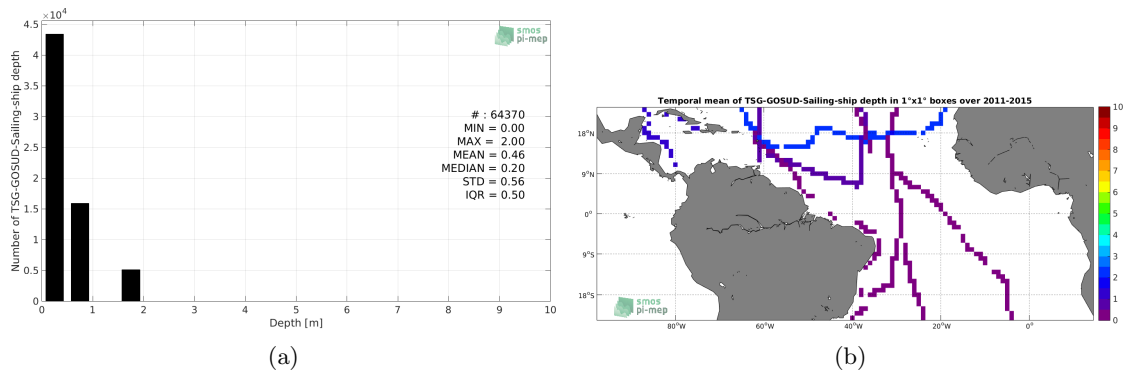 ×10⁴
4.5
4
3.5
3
2.5
2
1.5
1
0.5
0
Number of TSG-GOSUD-Sailing-ship depth
smos
pi-mep
# : 64370
MIN = 0.00
MAX = 2.00
MEAN = 0.46
MEDIAN = 0.20
STD = 0.56
IQR = 0.50
0 1 2 3 4 5 6 7 8 9 10
Depth [m]
(a)
Temporal mean of TSG-GOSUD-Sailing-ship depth in 1°x1° boxes over 2011-2015
18°N
9°N
0°
9°S
18°S
80°W 60°W 40°W 20°W 0°
smos
pi-mep
10
9
8
7
6
5
4
3
2
1
0
(b)